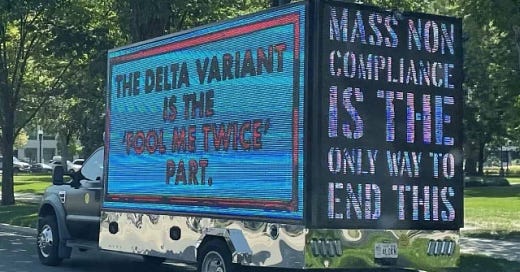 THE DELTA VARIANT
IS THE
'FOOL ME TWICE'
PART.
MASS NON
COMPLIANCE
IS THE
ONLY WAY TO
END THIS